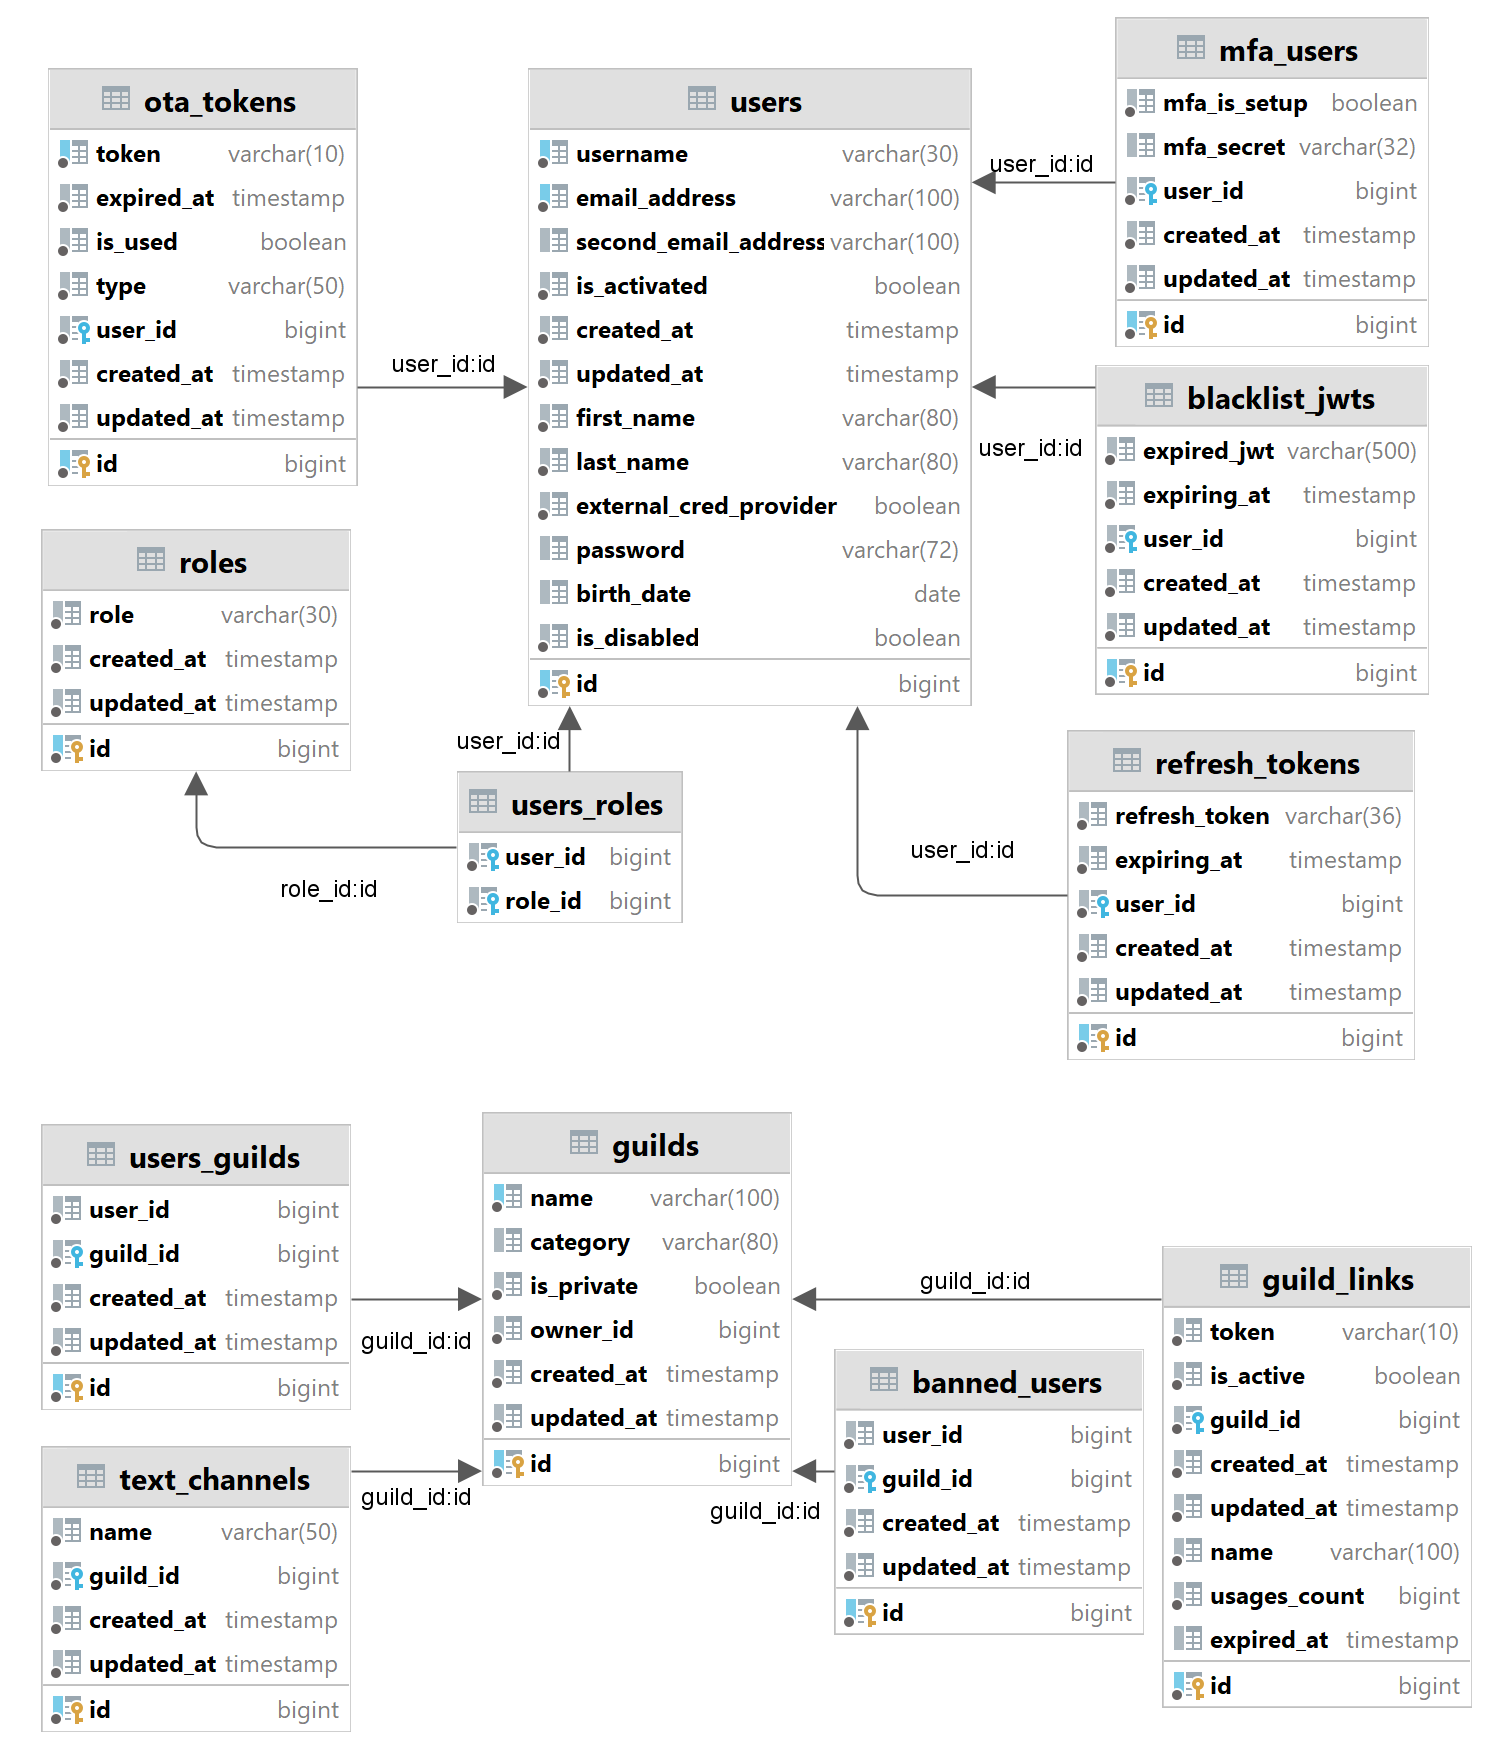 ota_tokens
token varchar(10)
expired_at timestamp
is_used boolean
type varchar(50)
user_id bigint
created_at timestamp
updated_at timestamp
id bigint
user_id:id
users
username varchar(30)
email_address varchar(100)
second_email_address varchar(100)
is_activated boolean
created_at timestamp
updated_at timestamp
first_name varchar(80)
last_name varchar(80)
external_cred_provider boolean
password varchar(72)
birth_date date
is_disabled boolean
id bigint
user_id:id
mfa_users
mfa_is_setup boolean
mfa_secret varchar(32)
user_id bigint
created_at timestamp
updated_at timestamp
id bigint
user_id:id
blacklist_jwts
expired_jwt varchar(500)
expiring_at timestamp
user_id bigint
created_at timestamp
updated_at timestamp
id bigint
roles
role varchar(30)
created_at timestamp
updated_at timestamp
id bigint
user_id:id
users_roles
user_id bigint
role_id bigint
role_id:id
user_id:id
refresh_tokens
refresh_token varchar(36)
expiring_at timestamp
user_id bigint
created_at timestamp
updated_at timestamp
id bigint
users_guilds
user_id bigint
guild_id bigint
created_at timestamp
updated_at timestamp
id bigint
guild_id:id
guilds
name varchar(100)
category varchar(80)
is_private boolean
owner_id bigint
created_at timestamp
updated_at timestamp
id bigint
guild_id:id
guild_links
token varchar(10)
is_active boolean
guild_id bigint
created_at timestamp
updated_at timestamp
name varchar(100)
usages_count bigint
expired_at timestamp
id bigint
text_channels
name varchar(50)
guild_id bigint
created_at timestamp
updated_at timestamp
id bigint
guild_id:id
guild_id:id
banned_users
user_id bigint
guild_id bigint
created_at timestamp
updated_at timestamp
id bigint